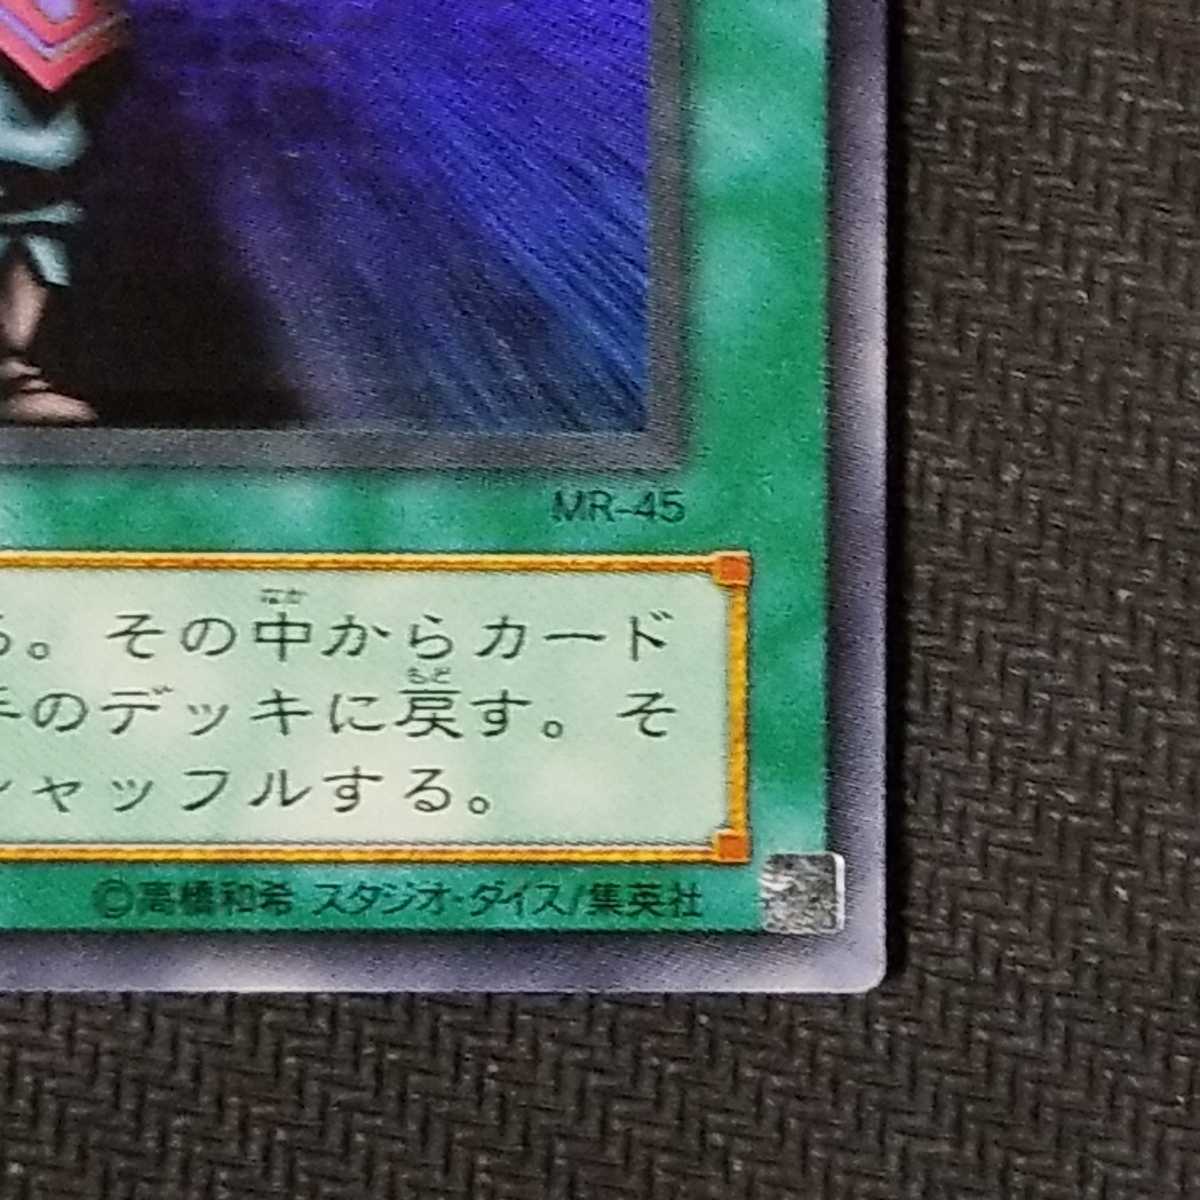 MR-45
る。その中からカード
手のデッキに戻す。そ
シャッフルする。
©高橋和希 スタジオ・ダイス/集英社